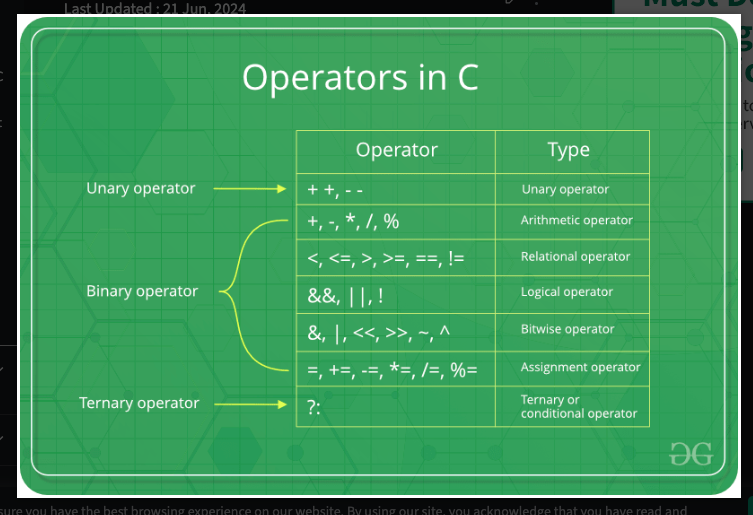 Last Updated : 21 Jun, 2024
Operators in C
Operator Type
Unary operator + +, - - Unary operator
+, -, *, /, % Arithmetic operator
<, <=, >, >=, ==, != Relational operator
Binary operator &&, ||, ! Logical operator
&, |, <<, >>, ~, ^ Bitwise operator
=, +=, -=, *=, /=, %= Assignment operator
Ternary operator ?: Ternary or
conditional operator
sure you have the best browsing experience on our website. By using our site, you acknowledge that you have read and